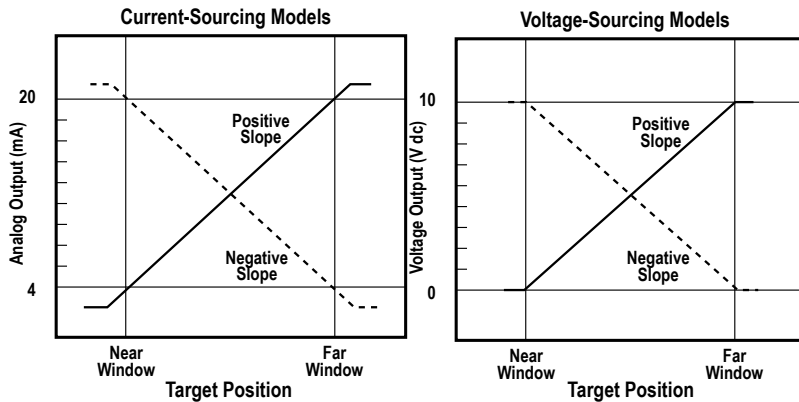 Current-Sourcing Models
20
4
Analog Output (mA)
Positive
Slope
Negative
Slope
Near
Window
Far
Window
Target Position
Voltage-Sourcing Models
10
0
Voltage Output (V dc)
Positive
Slope
Negative
Slope
Near
Window
Far
Window
Target Position